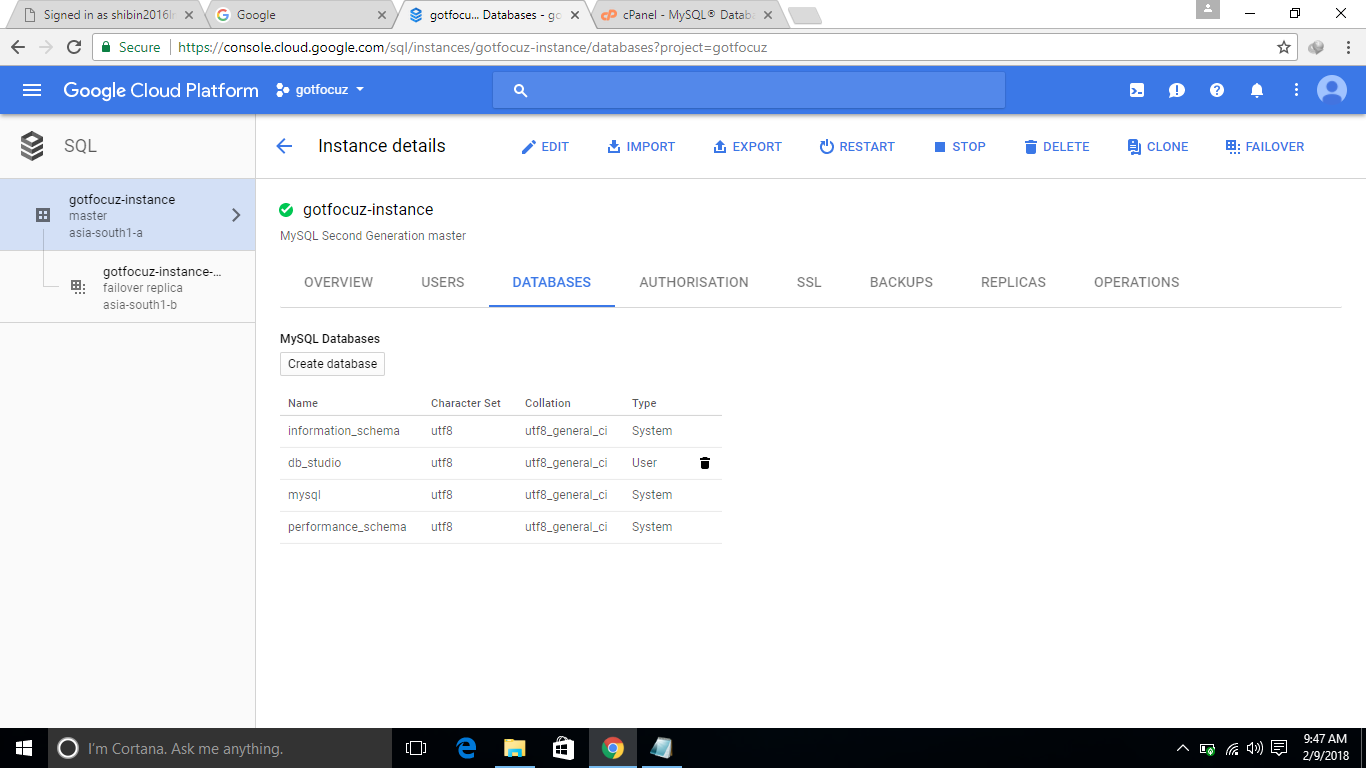 Signed in as shibin2016lr
Google
gotfocu... Databases - go
cPanel - MySQL® Datab
Secure
https://console.cloud.google.com/sql/instances/gotfocuz-instance/databases?project=gotfocuz
Google Cloud Platform
gotfocuz
SQL
Instance details
EDIT
IMPORT
EXPORT
RESTART
STOP
DELETE
CLONE
FAILOVER
gotfocuz-instance
master
asia-south1-a
gotfocuz-instance-...
failover replica
asia-south1-b
gotfocuz-instance
MySQL Second Generation master
OVERVIEW
USERS
DATABASES
AUTHORISATION
SSL
BACKUPS
REPLICAS
OPERATIONS
MySQL Databases
Create database
Name Character Set Collation Type
information_schema utf8 utf8_general_ci System
db_studio utf8 utf8_general_ci User
mysql utf8 utf8_general_ci System
performance_schema utf8 utf8_general_ci System
I'm Cortana. Ask me anything.
9:47 AM
2/9/2018